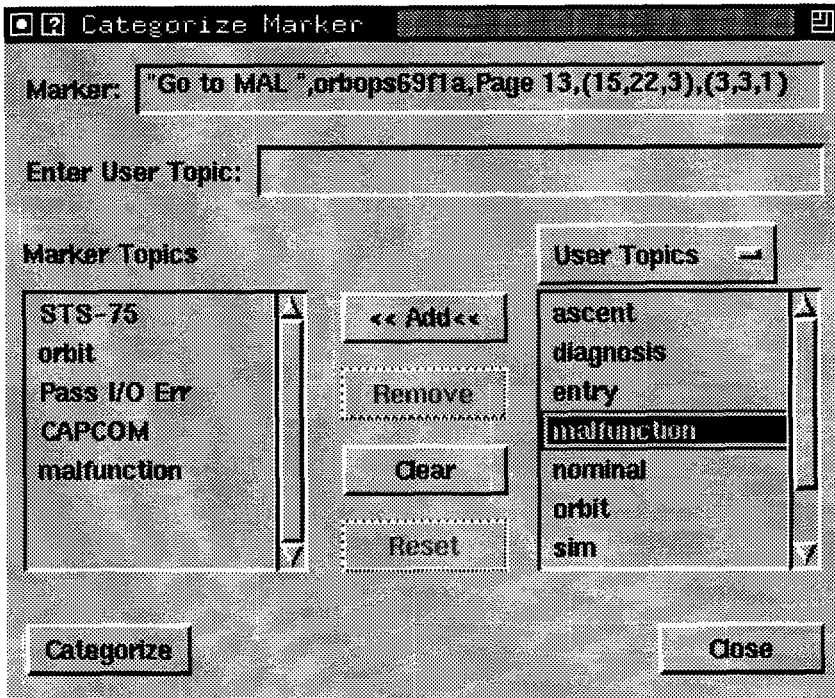 Categorize Marker
Marker: "Go to MAL ",orbops69f1a,Page 13,(15,22,3),(3,3,1)
Enter User Topic:
Marker Topics
User Topics
STS-75
orbit
Pass I/O Err
CAPCOM
malfunction
<< Add <<
Remove
Clear
Reset
ascent
diagnosis
entry
malfunction
nominal
orbit
sim
Categorize
Close